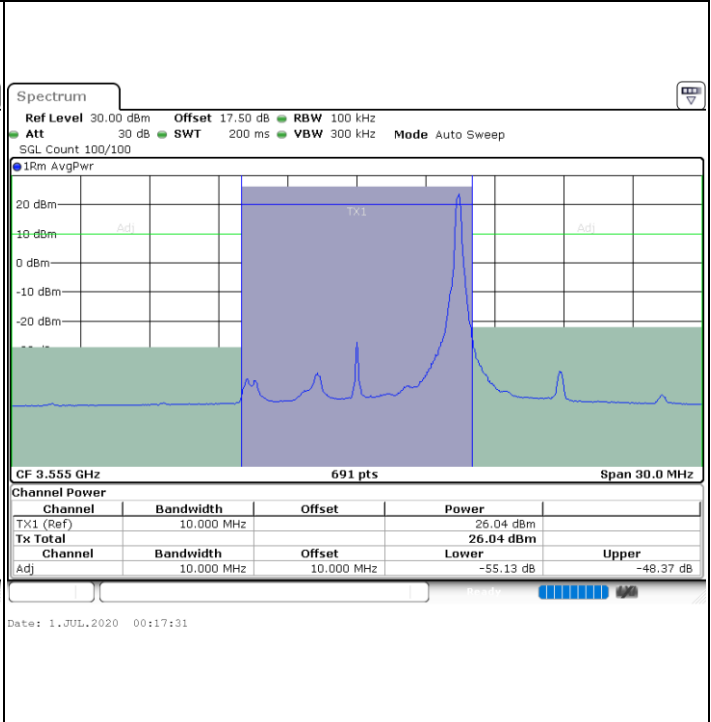 Spectrum
Ref Level 30.00 dBm Offset 17.50 dB RBW 100 kHz
Att 30 dB SWT 200 ms VBW 300 kHz Mode Auto Sweep
SGL Count 100/100
1Rm AvgPwr
20 dBm
TX1
Adj Adj
10 dBm
0 dBm
-10 dBm
-20 dBm
CF 3.555 GHz 691 pts Span 30.0 MHz
Channel Power
Channel Bandwidth Offset Power
TX1 (Ref) 10.000 MHz 26.04 dBm
Tx Total 26.04 dBm
Channel Bandwidth Offset Lower Upper
Adj 10.000 MHz 10.000 MHz -55.13 dB -48.37 dB
Ready
Date: 1.JUL.2020 00:17:31